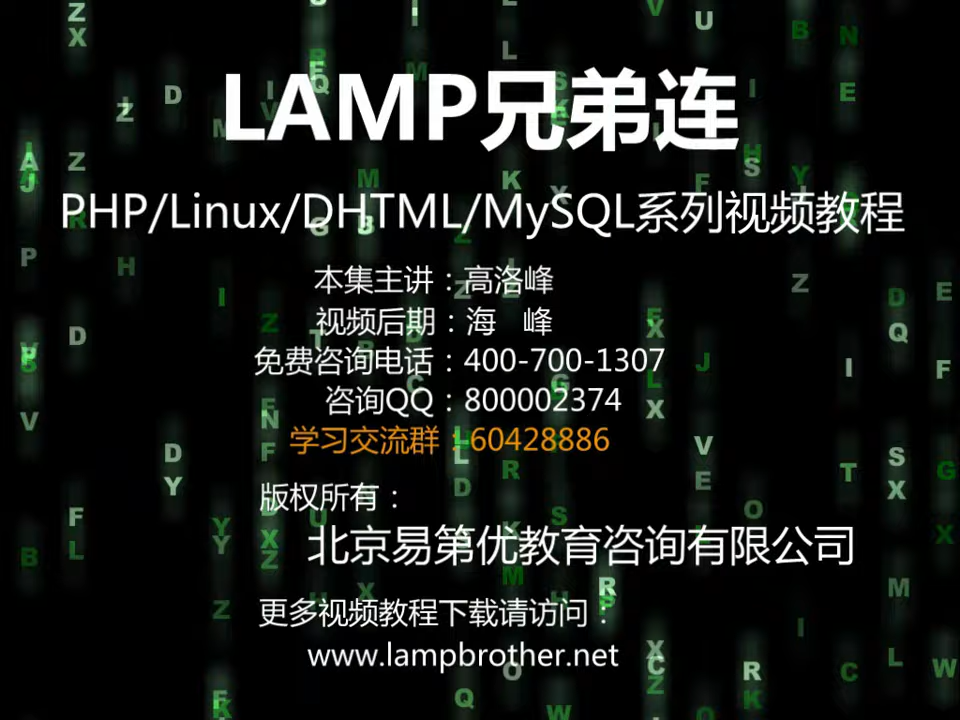 LAMP兄弟连
PHP/Linux/DHTML/MySQL系列视频教程
本集主讲：高洛峰
视频后期：海 峰
免费咨询电话：400-700-1307
咨询QQ：800002374
学习交流群：60428886
版权所有：
北京易第优教育咨询有限公司
更多视频教程下载请访问：
www.lampbrother.net